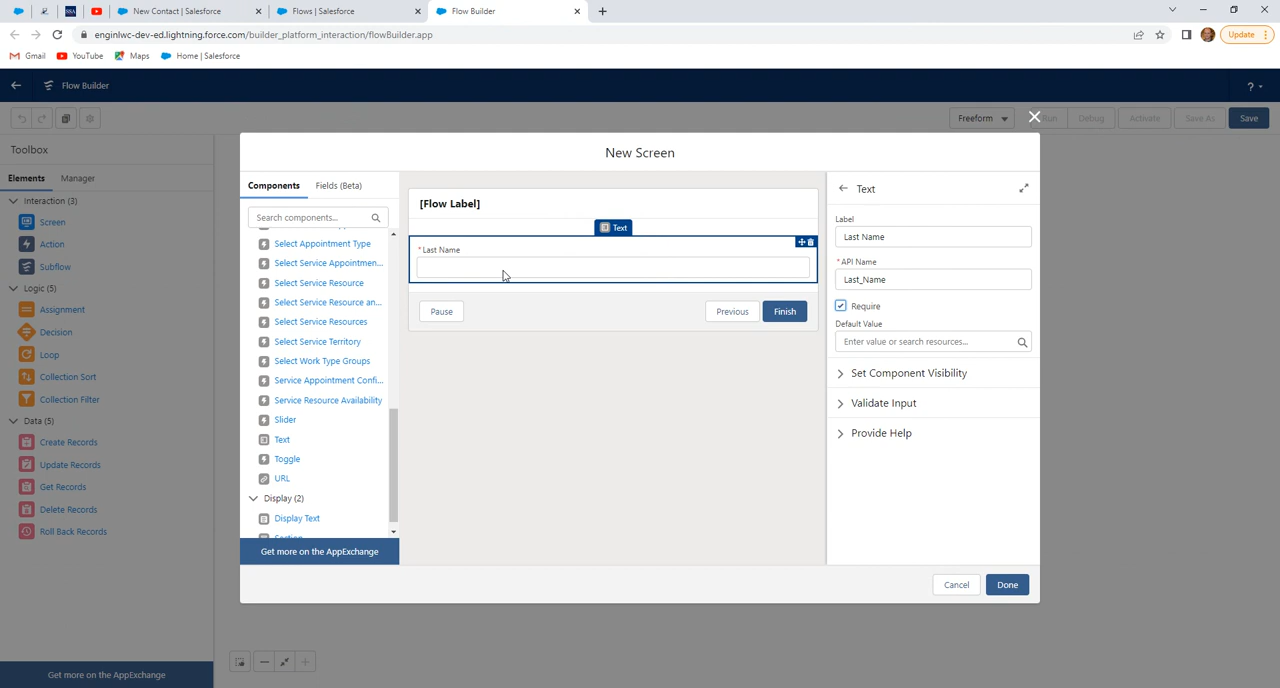 SSA
New Contact | Salesforce
Flows | Salesforce
Flow Builder
enginlwc-dev-ed.lightning.force.com/builder_platform_interaction/flowBuilder.app
Update
Gmail
YouTube
Maps
Home | Salesforce
Flow Builder
?
Freeform
Run
Debug
Activate
Save As
Save
Toolbox
Elements
Manager
Interaction (3)
Screen
Action
Subflow
Logic (5)
Assignment
Decision
Loop
Collection Sort
Collection Filter
Data (5)
Create Records
Update Records
Get Records
Delete Records
Roll Back Records
Get more on the AppExchange
New Screen
Components
Fields (Beta)
Search components...
Select Appointment Type
Select Service Appointmen...
Select Service Resource
Select Service Resource an...
Select Service Resources
Select Service Territory
Select Work Type Groups
Service Appointment Confi...
Service Resource Availability
Slider
Text
Toggle
URL
Display (2)
Display Text
Section
Get more on the AppExchange
[Flow Label]
Text
* Last Name
Pause
Previous
Finish
Text
Label
Last Name
* API Name
Last_Name
Require
Default Value
Enter value or search resources...
Set Component Visibility
Validate Input
Provide Help
Cancel
Done